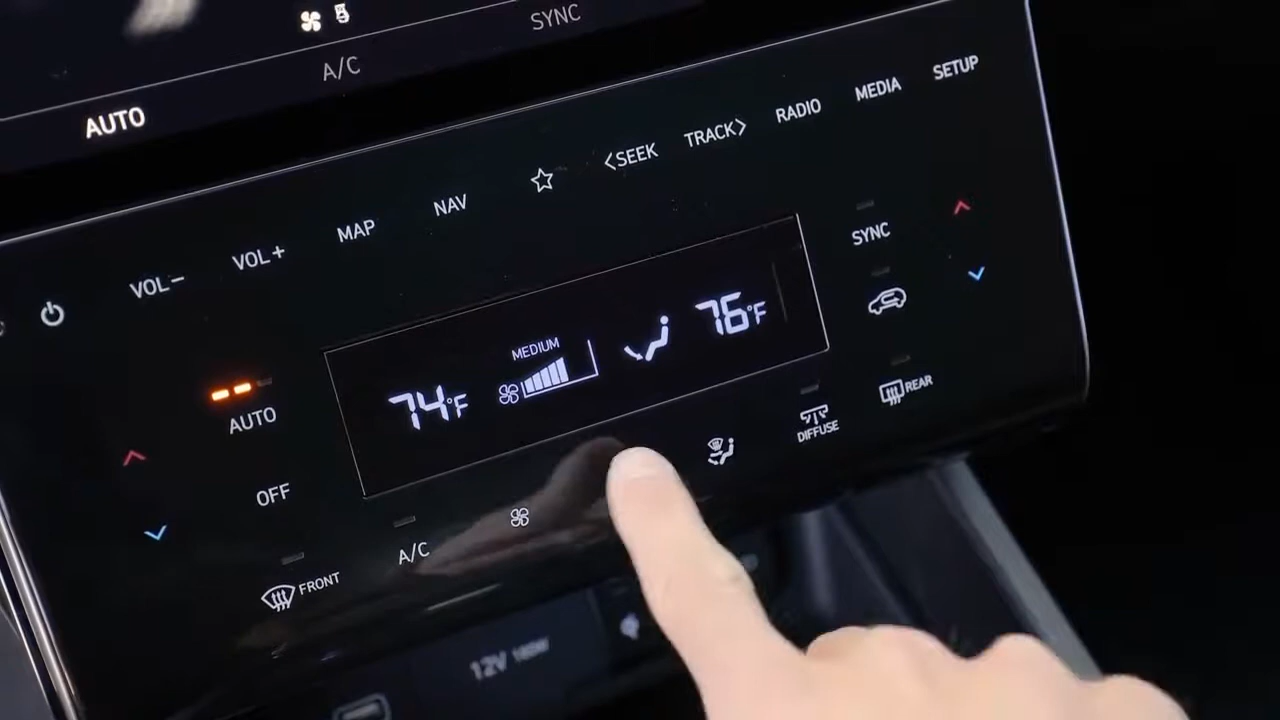 SYNC
A/C
AUTO
VOL− VOL+ MAP NAV <SEEK TRACK> RADIO MEDIA SETUP
SYNC
MEDIUM
74°F 76°F
AUTO
REAR
DIFFUSE
OFF
A/C
FRONT
12V 180W